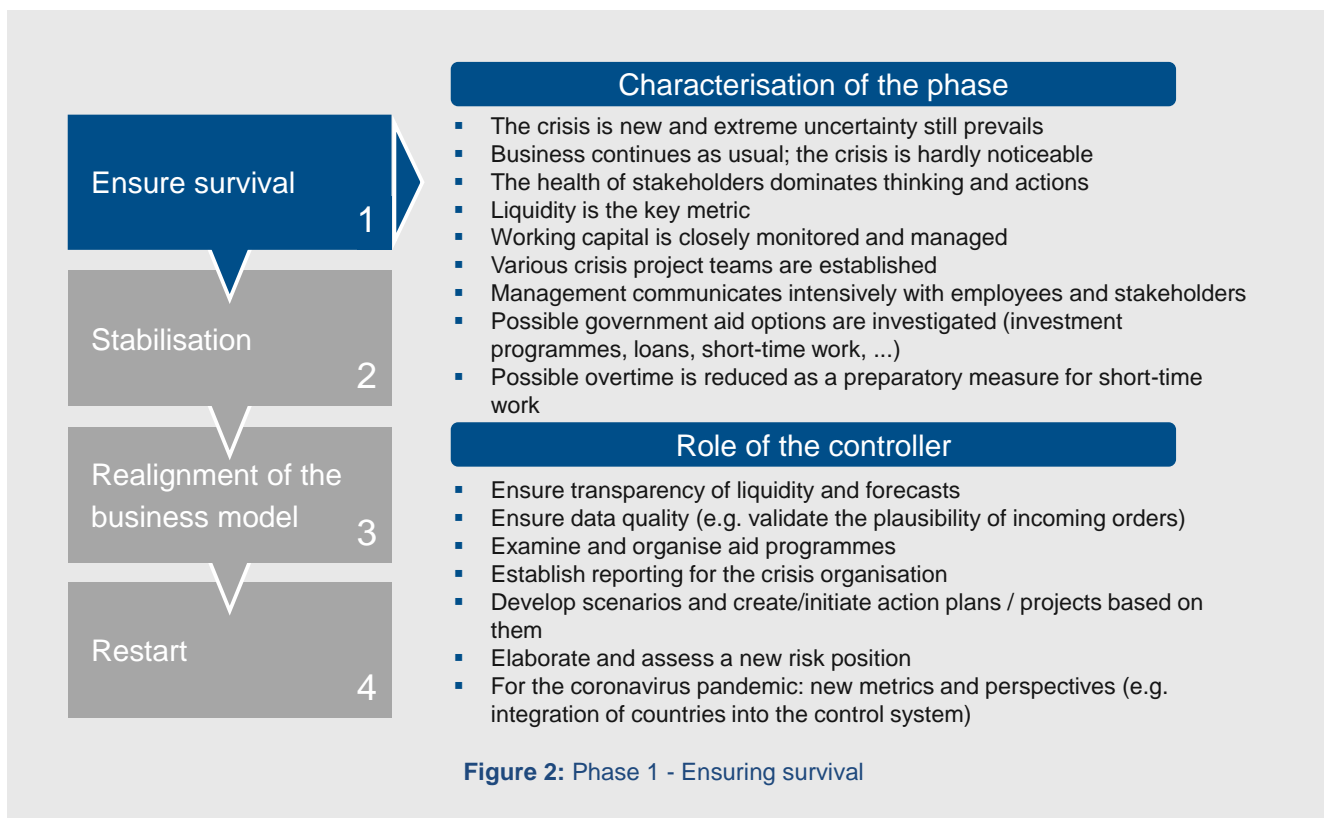 Ensure survival
1
Stabilisation
2
Realignment of the
business model
3
Restart
4
Characterisation of the phase
▪ The crisis is new and extreme uncertainty still prevails
▪ Business continues as usual; the crisis is hardly noticeable
▪ The health of stakeholders dominates thinking and actions
▪ Liquidity is the key metric
▪ Working capital is closely monitored and managed
▪ Various crisis project teams are established
▪ Management communicates intensively with employees and stakeholders
▪ Possible government aid options are investigated (investment
programmes, loans, short-time work, ...)
▪ Possible overtime is reduced as a preparatory measure for short-time
work
Role of the controller
▪ Ensure transparency of liquidity and forecasts
▪ Ensure data quality (e.g. validate the plausibility of incoming orders)
▪ Examine and organise aid programmes
▪ Establish reporting for the crisis organisation
▪ Develop scenarios and create/initiate action plans / projects based on
them
▪ Elaborate and assess a new risk position
▪ For the coronavirus pandemic: new metrics and perspectives (e.g.
integration of countries into the control system)
Figure 2: Phase 1 - Ensuring survival